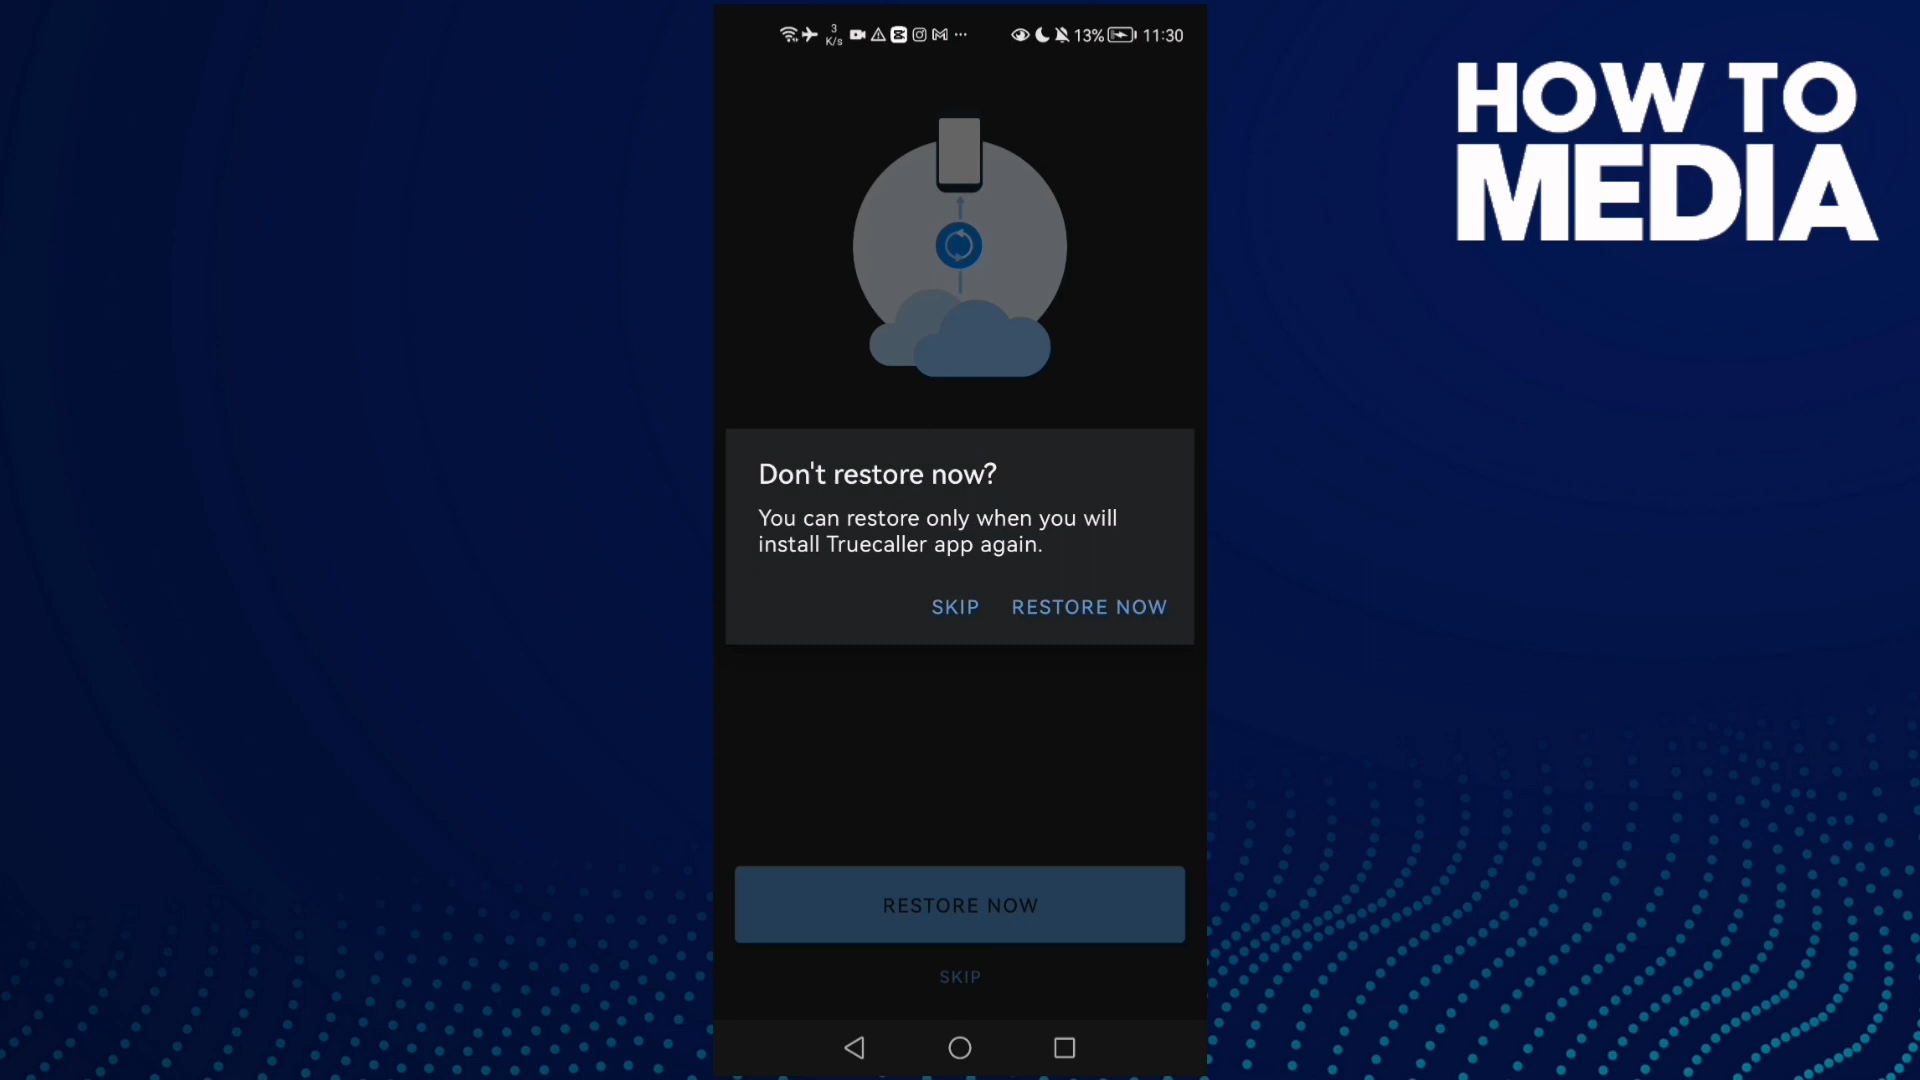 3
K/s
13%
11:30
HOW TO
MEDIA
Don't restore now?
You can restore only when you will
install Truecaller app again.
SKIP
RESTORE NOW
RESTORE NOW
SKIP